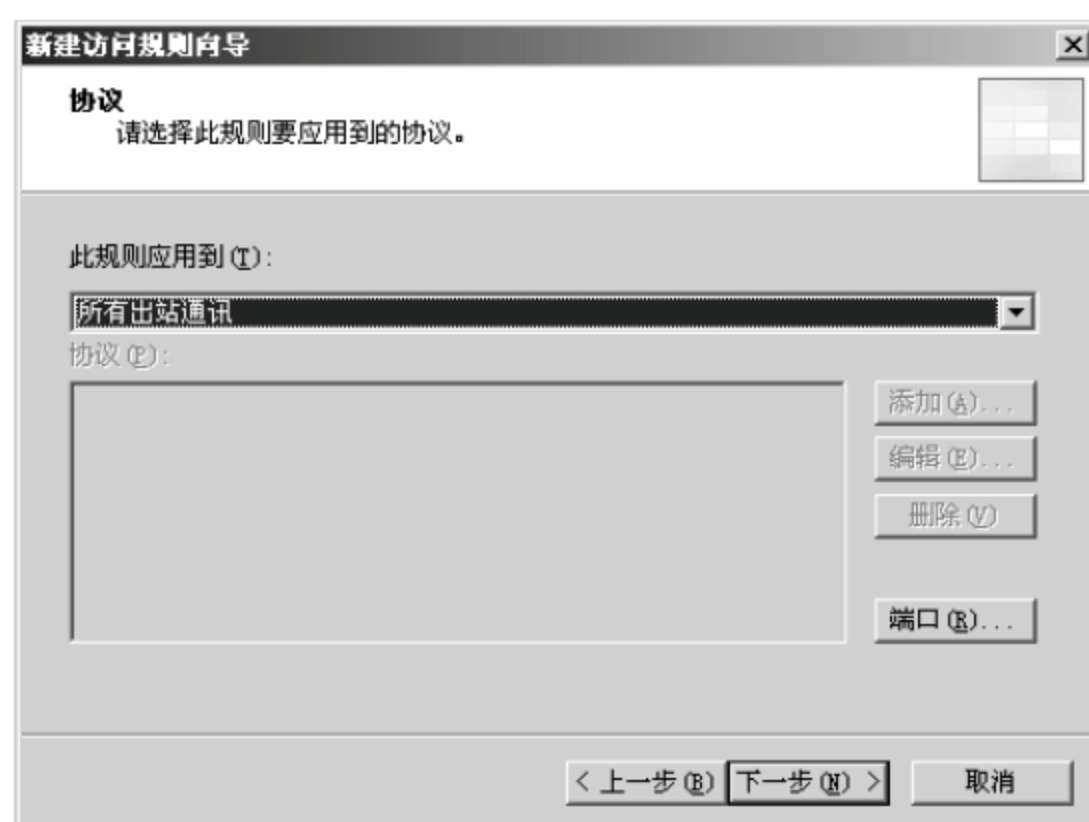 新建访问规则向导
协议
请选择此规则要应用到的协议。
此规则应用到(T):
所有出站通讯
协议(P):
添加(A)...
编辑(E)...
删除(V)
端口(R)...
< 上一步(B) 下一步(N) > 取消